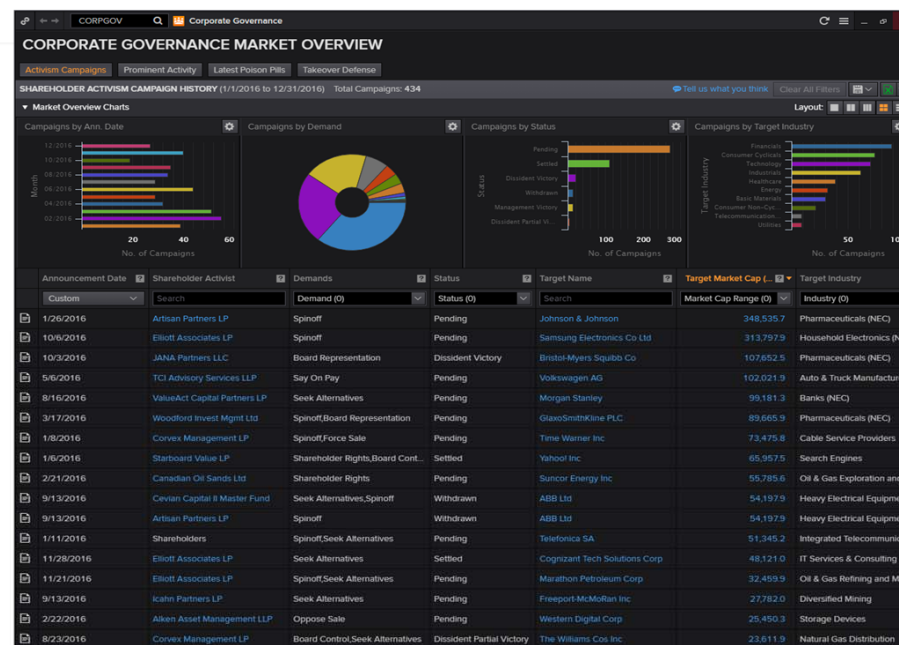 CORPGOV Corporate Governance
CORPORATE GOVERNANCE MARKET OVERVIEW
Activism Campaigns Prominent Activity Latest Poison Pills Takeover Defense
SHAREHOLDER ACTIVISM CAMPAIGN HISTORY (1/1/2016 to 12/31/2016) Total Campaigns: 434 Tell us what you think Clear All Filters
Market Overview Charts Layout:
Campaigns by Ann. Date Campaigns by Demand Campaigns by Status Campaigns by Target Industry
Month
12/2016
10/2016
08/2016
06/2016
04/2016
02/2016
20 40 60
No. of Campaigns
Status
Pending
Settled
Dissident Victory
Withdrawn
Management Victory
Dissident Partial Vi...
100 200 300
No. of Campaigns
Target Industry
Financials
Consumer Cyclicals
Technology
Industrials
Healthcare
Energy
Basic Materials
Consumer Non-Cyc...
Telecommunication...
Utilities
50 10
No. of Campaigns
Announcement Date Shareholder Activist Demands Status Target Name Target Market Cap (... Target Industry
Custom Search Demand (0) Status (0) Search Market Cap Range (0) Industry (0)
1/26/2016 Artisan Partners LP Spinoff Pending Johnson & Johnson 348,535.7 Pharmaceuticals (NEC)
10/6/2016 Elliott Associates LP Spinoff Pending Samsung Electronics Co Ltd 313,797.9 Household Electronics (N
10/3/2016 JANA Partners LLC Board Representation Dissident Victory Bristol-Myers Squibb Co 107,652.5 Pharmaceuticals (NEC)
5/6/2016 TCI Advisory Services LLP Say On Pay Pending Volkswagen AG 102,021.9 Auto & Truck Manufactur
8/16/2016 ValueAct Capital Partners LP Seek Alternatives Pending Morgan Stanley 99,181.3 Banks (NEC)
3/17/2016 Woodford Invest Mgmt Ltd Spinoff,Board Representation Pending GlaxoSmithKline PLC 89,665.9 Pharmaceuticals (NEC)
1/8/2016 Corvex Management LP Spinoff,Force Sale Pending Time Warner Inc 73,475.8 Cable Service Providers
1/6/2016 Starboard Value LP Shareholder Rights,Board Cont... Settled Yahoo! Inc 65,957.5 Search Engines
2/21/2016 Canadian Oil Sands Ltd Shareholder Rights Pending Suncor Energy Inc 55,785.6 Oil & Gas Exploration an
9/13/2016 Cevian Capital II Master Fund Seek Alternatives,Spinoff Withdrawn ABB Ltd 54,197.9 Heavy Electrical Equipme
9/13/2016 Artisan Partners LP Spinoff Withdrawn ABB Ltd 54,197.9 Heavy Electrical Equipme
1/11/2016 Shareholders Spinoff,Seek Alternatives Pending Telefonica SA 51,345.2 Integrated Telecommunic
11/28/2016 Elliott Associates LP Seek Alternatives Settled Cognizant Tech Solutions Corp 48,121.0 IT Services & Consulting
11/21/2016 Elliott Associates LP Spinoff,Seek Alternatives Pending Marathon Petroleum Corp 32,459.9 Oil & Gas Refining and M
9/13/2016 Icahn Partners LP Seek Alternatives Pending Freeport-McMoRan Inc 27,782.0 Diversified Mining
2/22/2016 Alken Asset Management LLP Oppose Sale Pending Western Digital Corp 25,450.3 Storage Devices
8/23/2016 Corvex Management LP Board Control,Seek Alternatives Dissident Partial Victory The Williams Cos Inc 23,611.9 Natural Gas Distribution